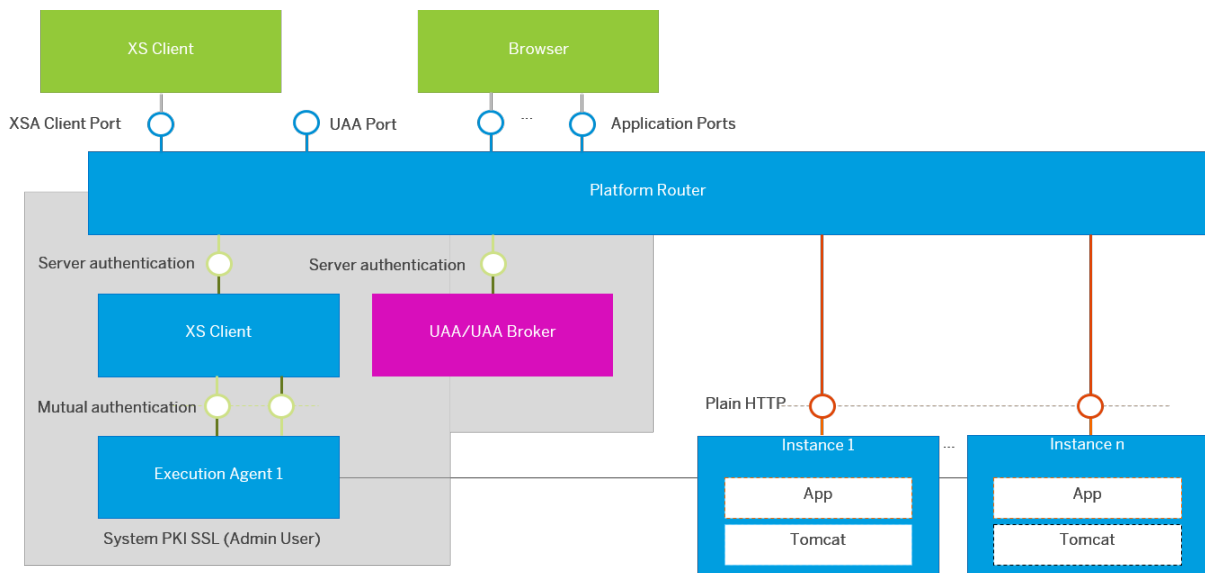 XS Client
Browser
XSA Client Port
UAA Port
...
Application Ports
Platform Router
Server authentication
Server authentication
XS Client
UAA/UAA Broker
Mutual authentication
Plain HTTP
Execution Agent 1
Instance 1
...
Instance n
App
App
Tomcat
Tomcat
System PKI SSL (Admin User)